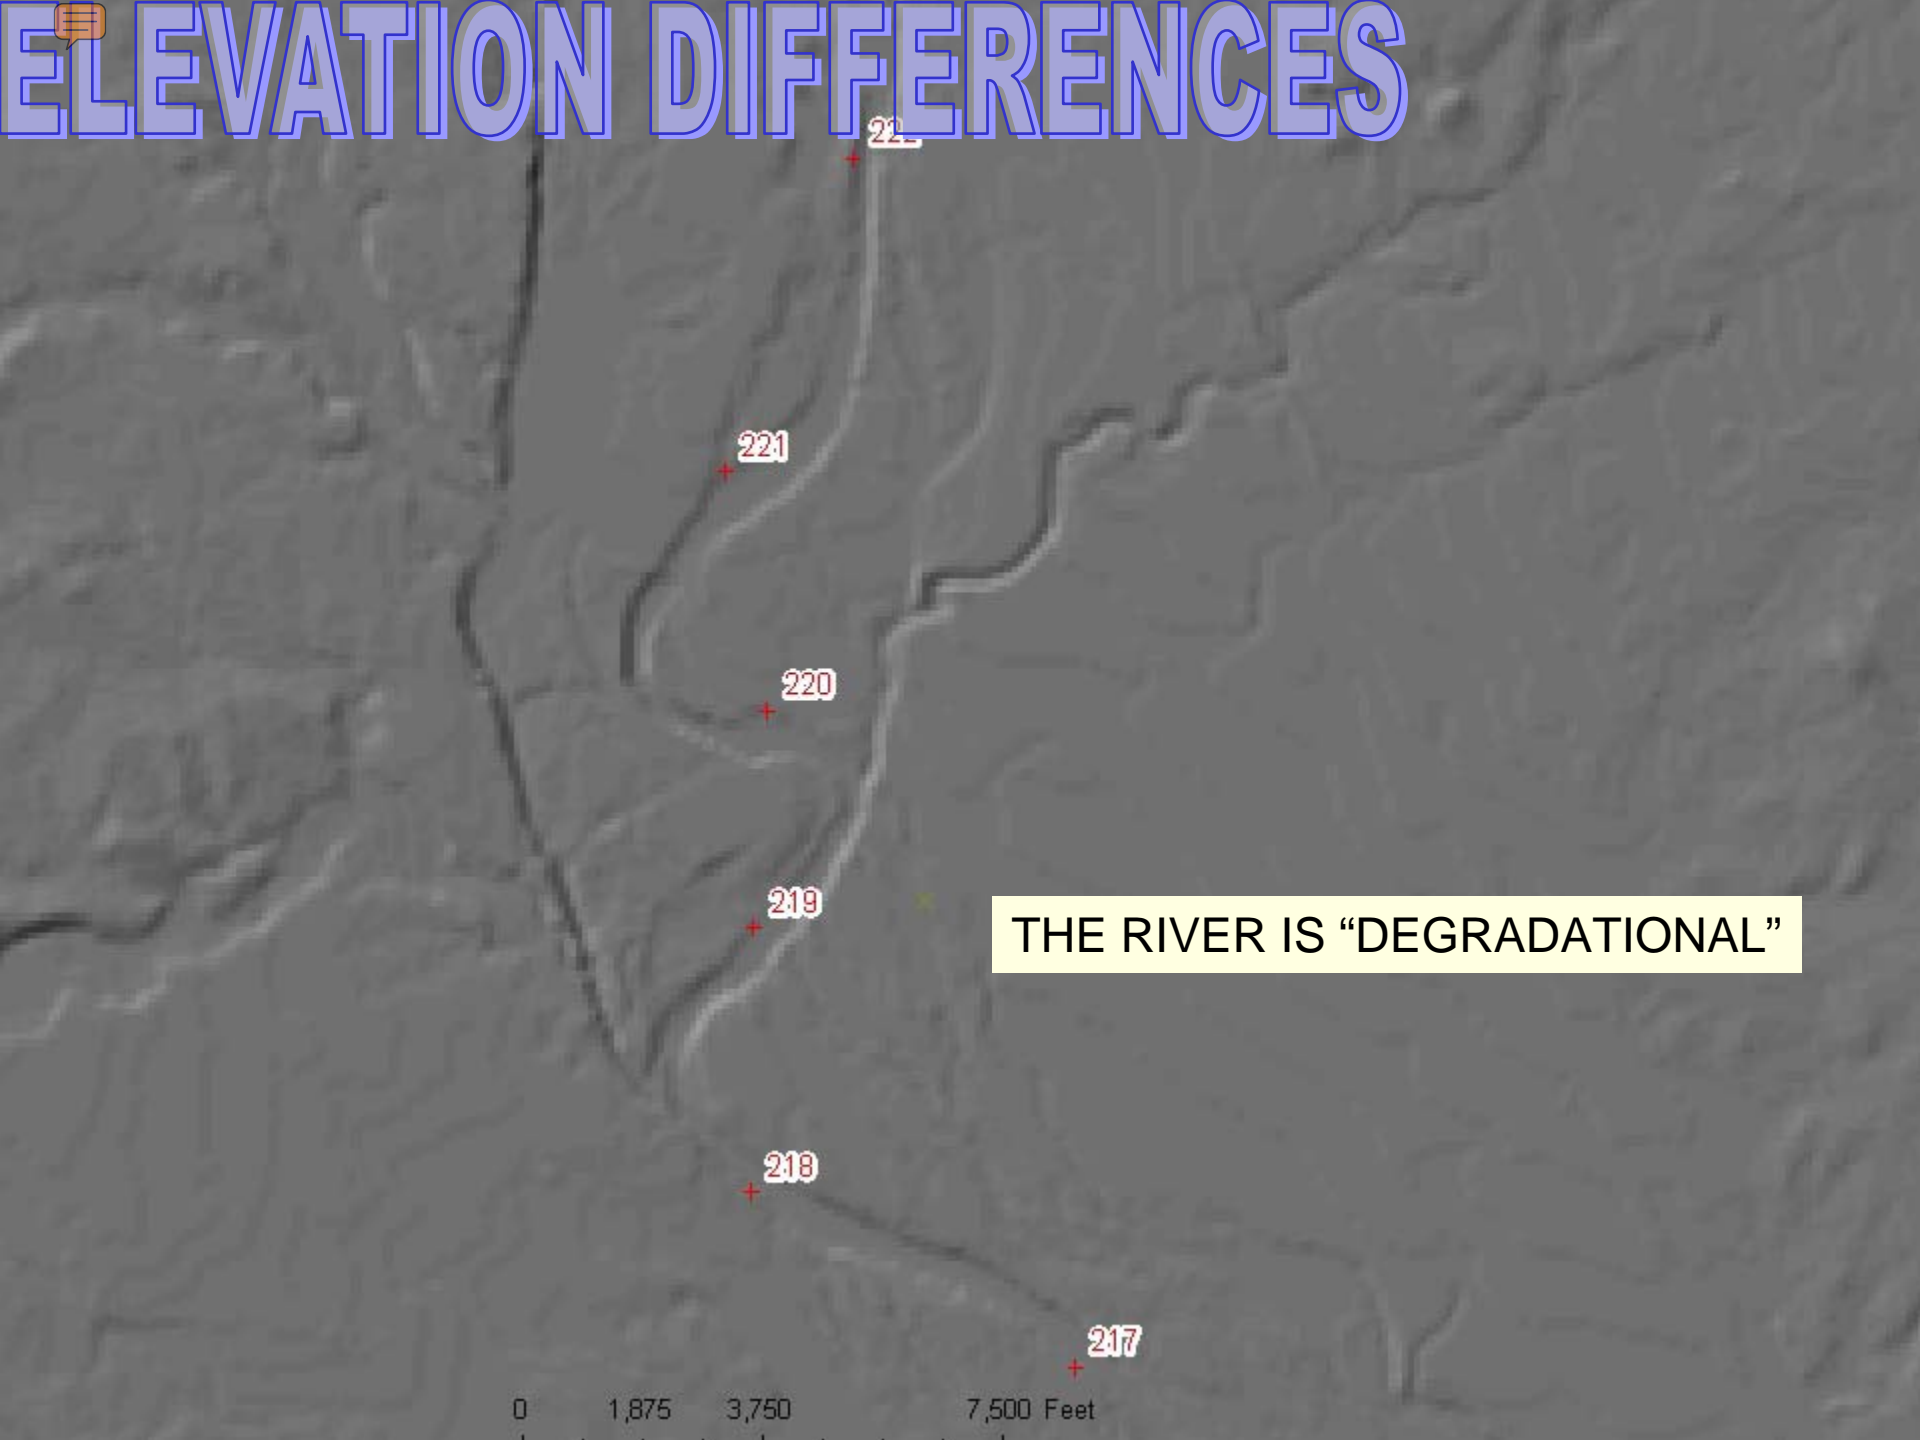 ELEVATION DIFFERENCES
221
220
219
THE RIVER IS “DEGRADATIONAL”
218
217
0 1,875 3,750 7,500 Feet